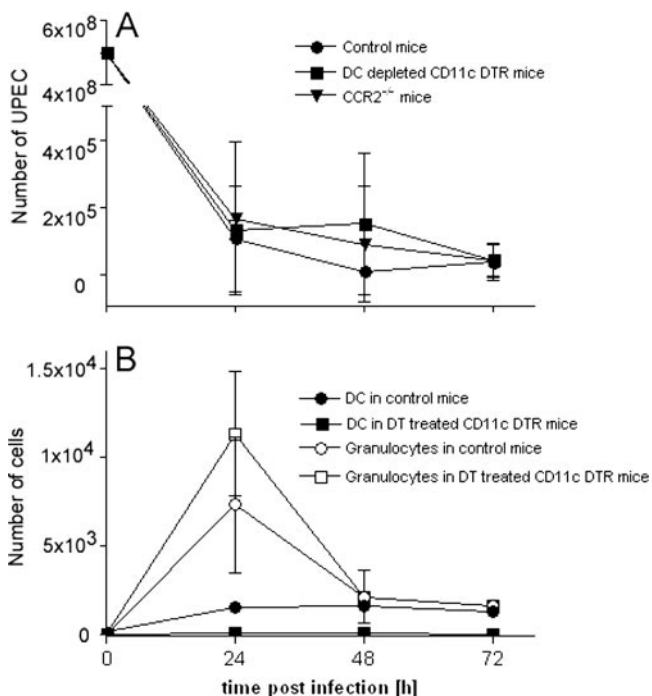 A
Number of UPEC
6x10⁸
4x10⁸
4x10⁵
2x10⁵
0
Control mice
DC depleted CD11c DTR mice
CCR2⁻/⁻ mice
B
Number of cells
1.5x10⁴
1x10⁴
5x10³
0
DC in control mice
DC in DT treated CD11c DTR mice
Granulocytes in control mice
Granulocytes in DT treated CD11c DTR mice
0 24 48 72
time post infection [h]